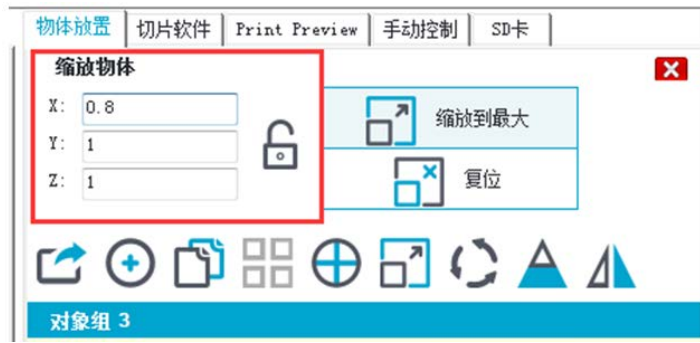 物体放置 切片软件 Print Preview 手动控制 SD卡
缩放物体
X: 0.8
缩放到最大
Y: 1
Z: 1
复位
对象组 3